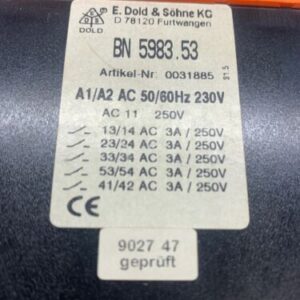 E. Dold & Söhne KG
D 78120 Furtwangen
DOLD
BN 5983.53
Artikel-Nr. 0031885
91.5
A1/A2 AC 50/60Hz 230V
AC 11 250V
13/14 AC 3A / 250V
23/24 AC 3A / 250V
33/34 AC 3A / 250V
53/54 AC 3A / 250V
41/42 AC 3A / 250V
CE
9027 47
geprüft